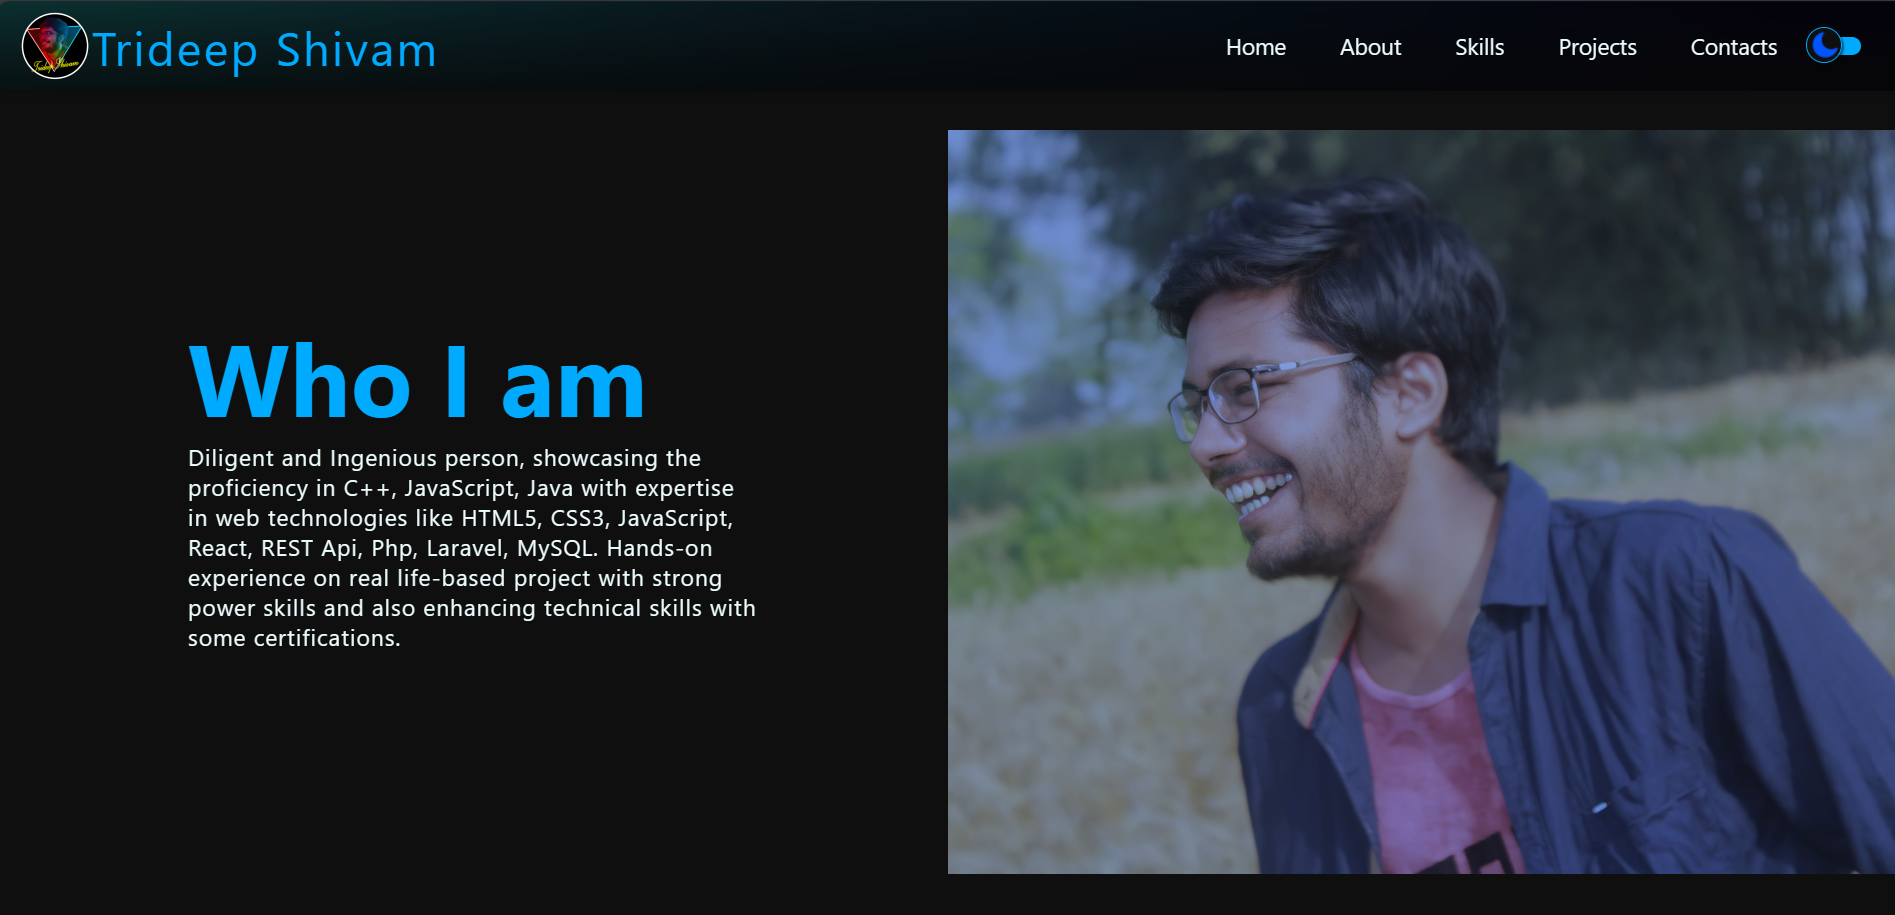 Trideep Shivam
Trideep Shivam
Home
About
Skills
Projects
Contacts
Who I am
Diligent and Ingenious person, showcasing the
proficiency in C++, JavaScript, Java with expertise
in web technologies like HTML5, CSS3, JavaScript,
React, REST Api, Php, Laravel, MySQL. Hands-on
experience on real life-based project with strong
power skills and also enhancing technical skills with
some certifications.